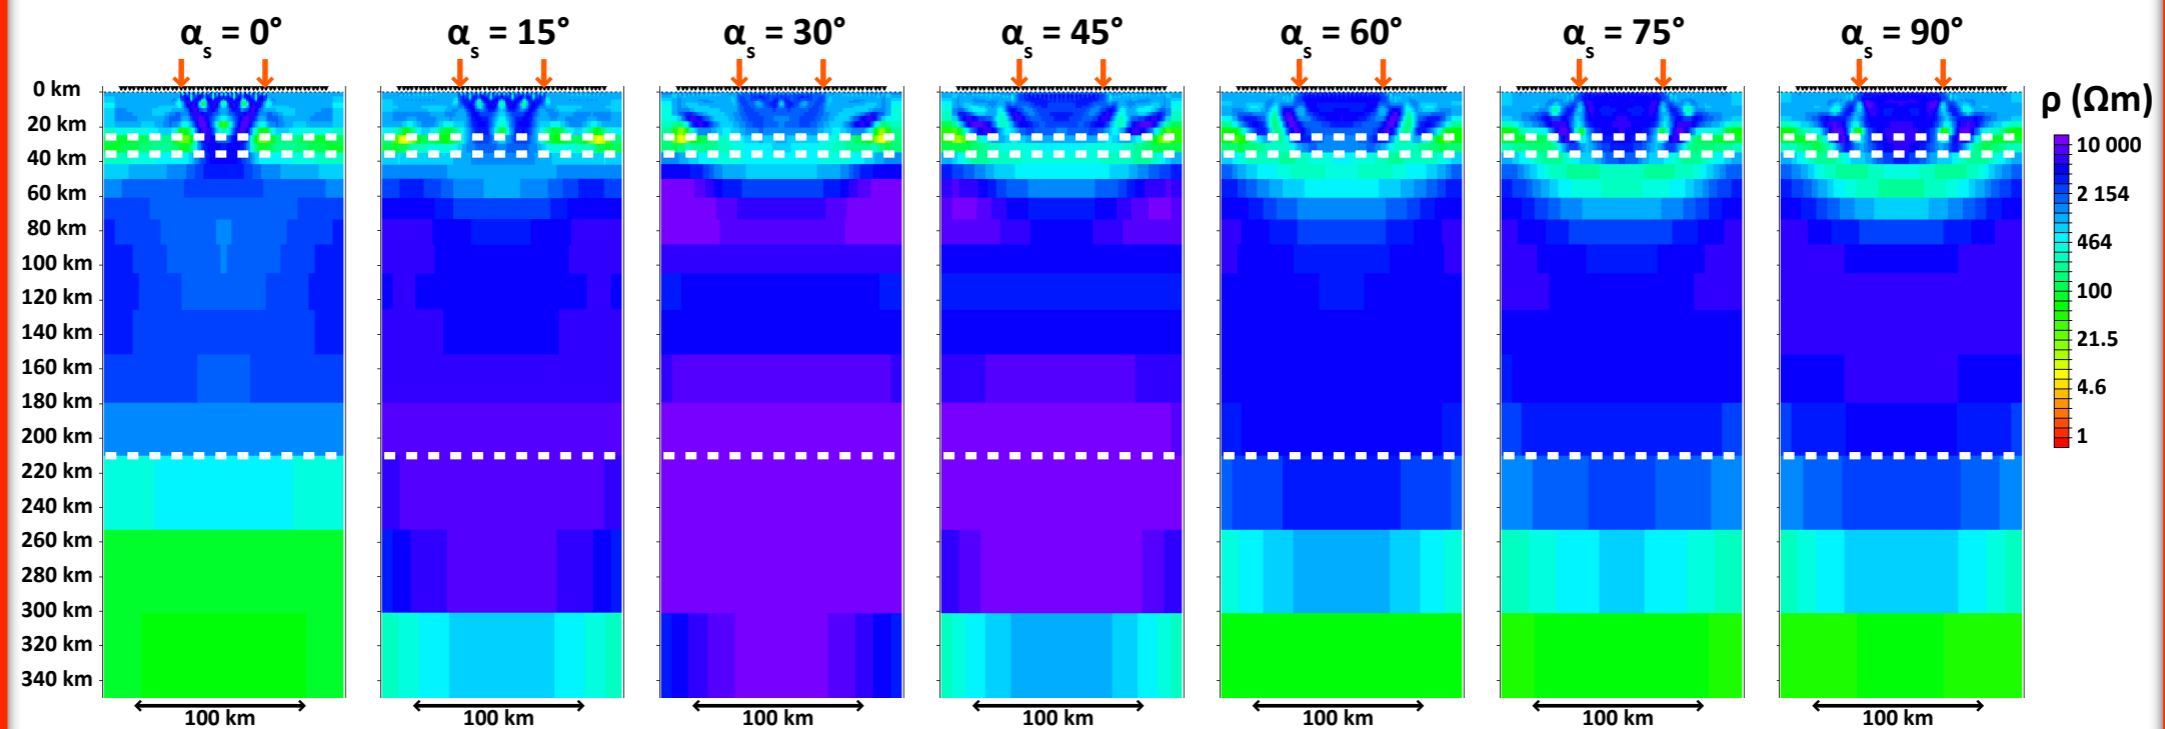 αs = 0° αs = 15° αs = 30° αs = 45° αs = 60° αs = 75° αs = 90°
0 km
20 km
40 km
60 km
80 km
100 km
120 km
140 km
160 km
180 km
200 km
220 km
240 km
260 km
280 km
300 km
320 km
340 km
100 km 100 km 100 km 100 km 100 km 100 km 100 km
ρ (Ωm)
10 000
2 154
464
100
21.5
4.6
1